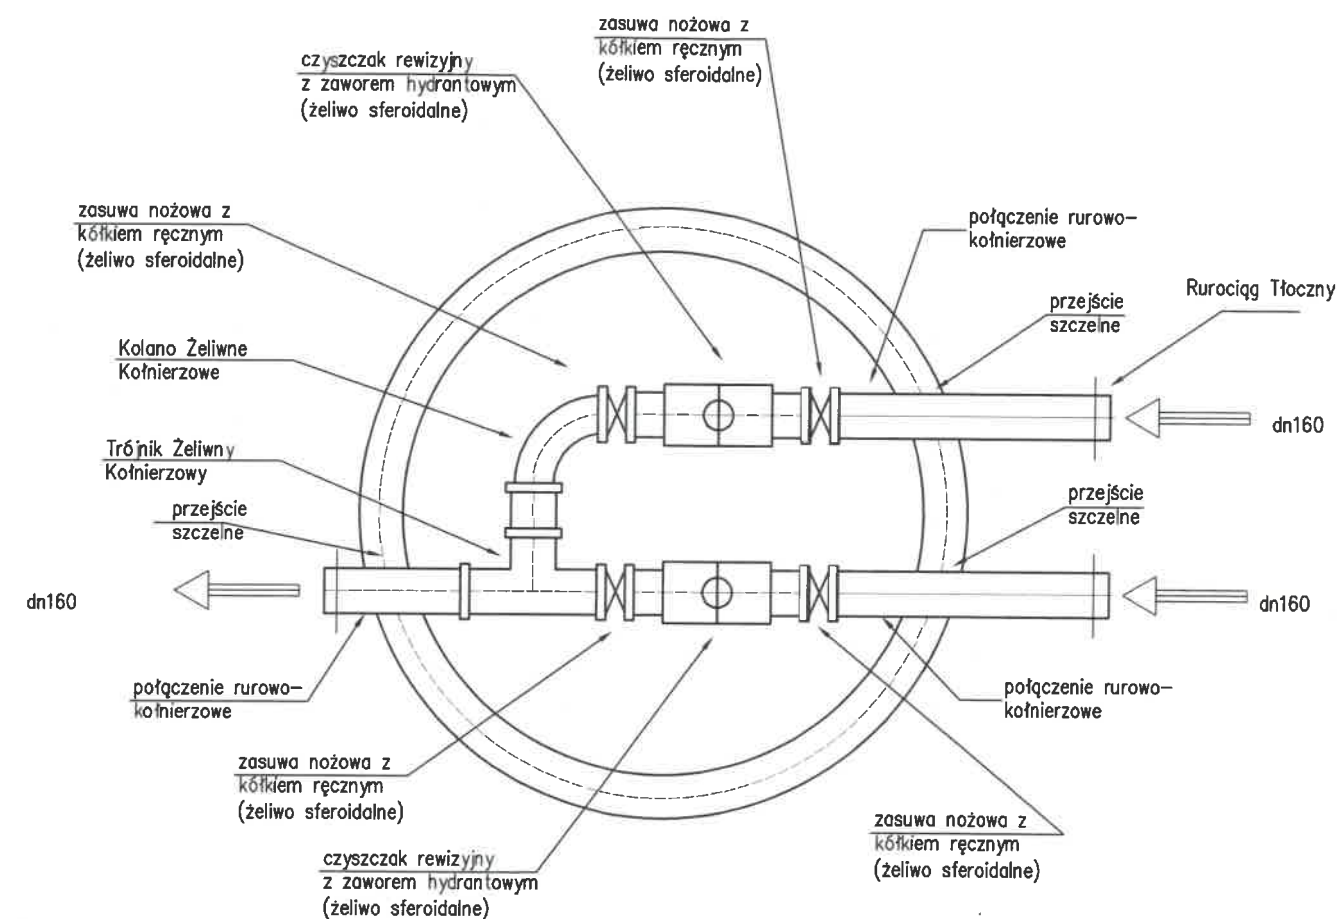 zasuwa nożowa z
kółkiem ręcznym
(żeliwo sferoidalne)
czyszczak rewizyjny
z zaworem hydrantowym
(żeliwo sferoidalne)
zasuwa nożowa z
kółkiem ręcznym
(żeliwo sferoidalne)
połączenie rurowo-
kołnierzowe
Rurociąg Tłoczny
przejście
szczelne
Kolano Żeliwne
Kołnierzowe
dn160
Trójnik Żeliwny
Kołnierzowy
przejście
szczelne
przejście
szczelne
dn160
dn160
połączenie rurowo-
kołnierzowe
połączenie rurowo-
kołnierzowe
zasuwa nożowa z
kółkiem ręcznym
(żeliwo sferoidalne)
zasuwa nożowa z
kółkiem ręcznym
(żeliwo sferoidalne)
czyszczak rewizyjny
z zaworem hydrantowym
(żeliwo sferoidalne)